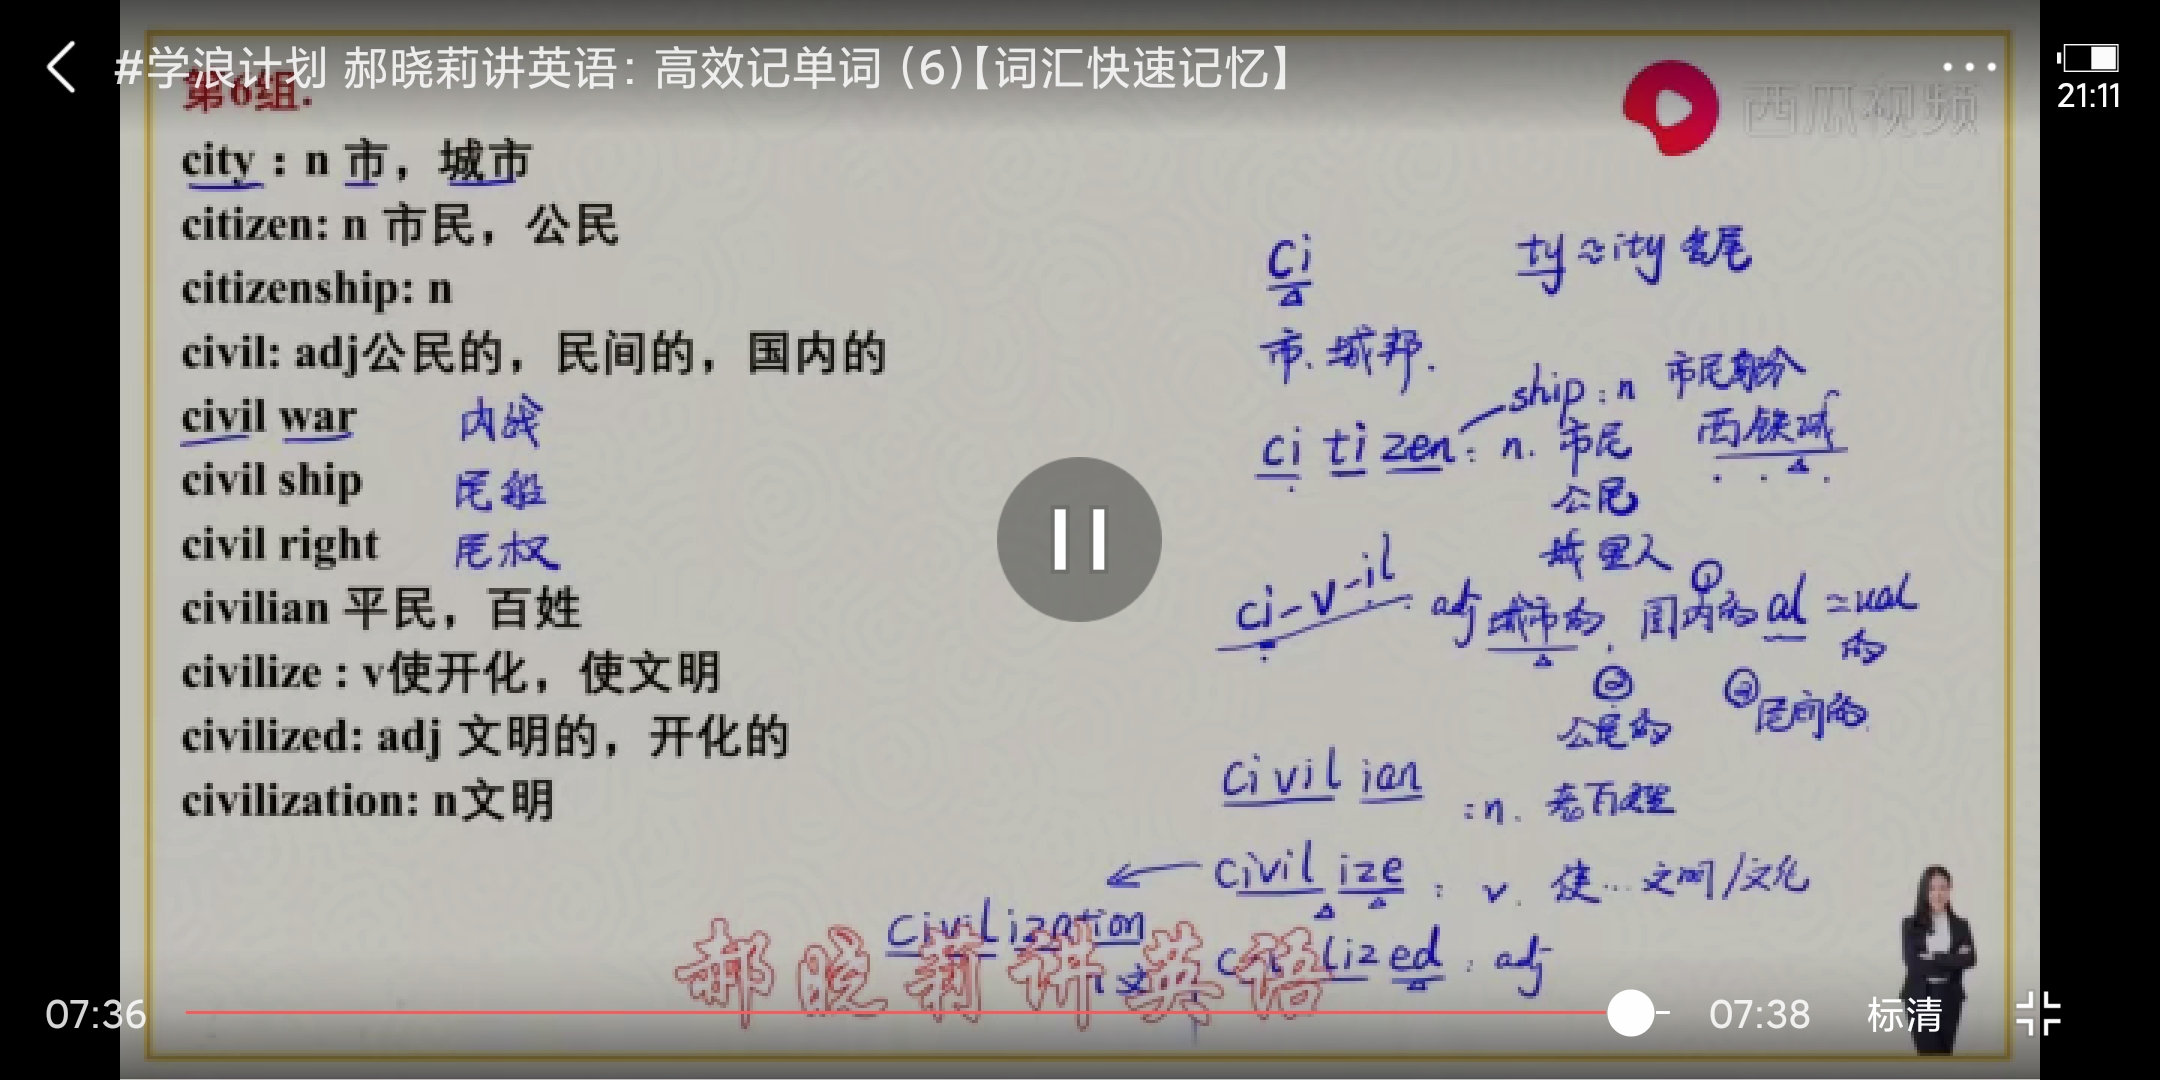 #学浪计划 郝晓莉讲英语：高效记单词（6）【词汇快速记忆】
21:11
西瓜视频
第6组.
city : n 市，城市
citizen: n 市民，公民
citizenship: n
civil: adj公民的，民间的，国内的
civil war 内战
civil ship 民船
civil right 民权
civilian 平民，百姓
civilize : v使开化，使文明
civilized: adj 文明的，开化的
civilization: n文明
ci ty ≈ ity 名尾
市、城邦.
ship : n 市民身份
ci ti zen : n. 市民 西铁城
公民
城里人
ci-v-il adj 城市的. ①国内的 al ≈ual
的
②公民的 ③民间的
civil ian : n. 老百姓
civil ize : v. 使...文明/文化
civilization
文
lized : adj
郝晓莉讲英语
07:36
07:38
标清